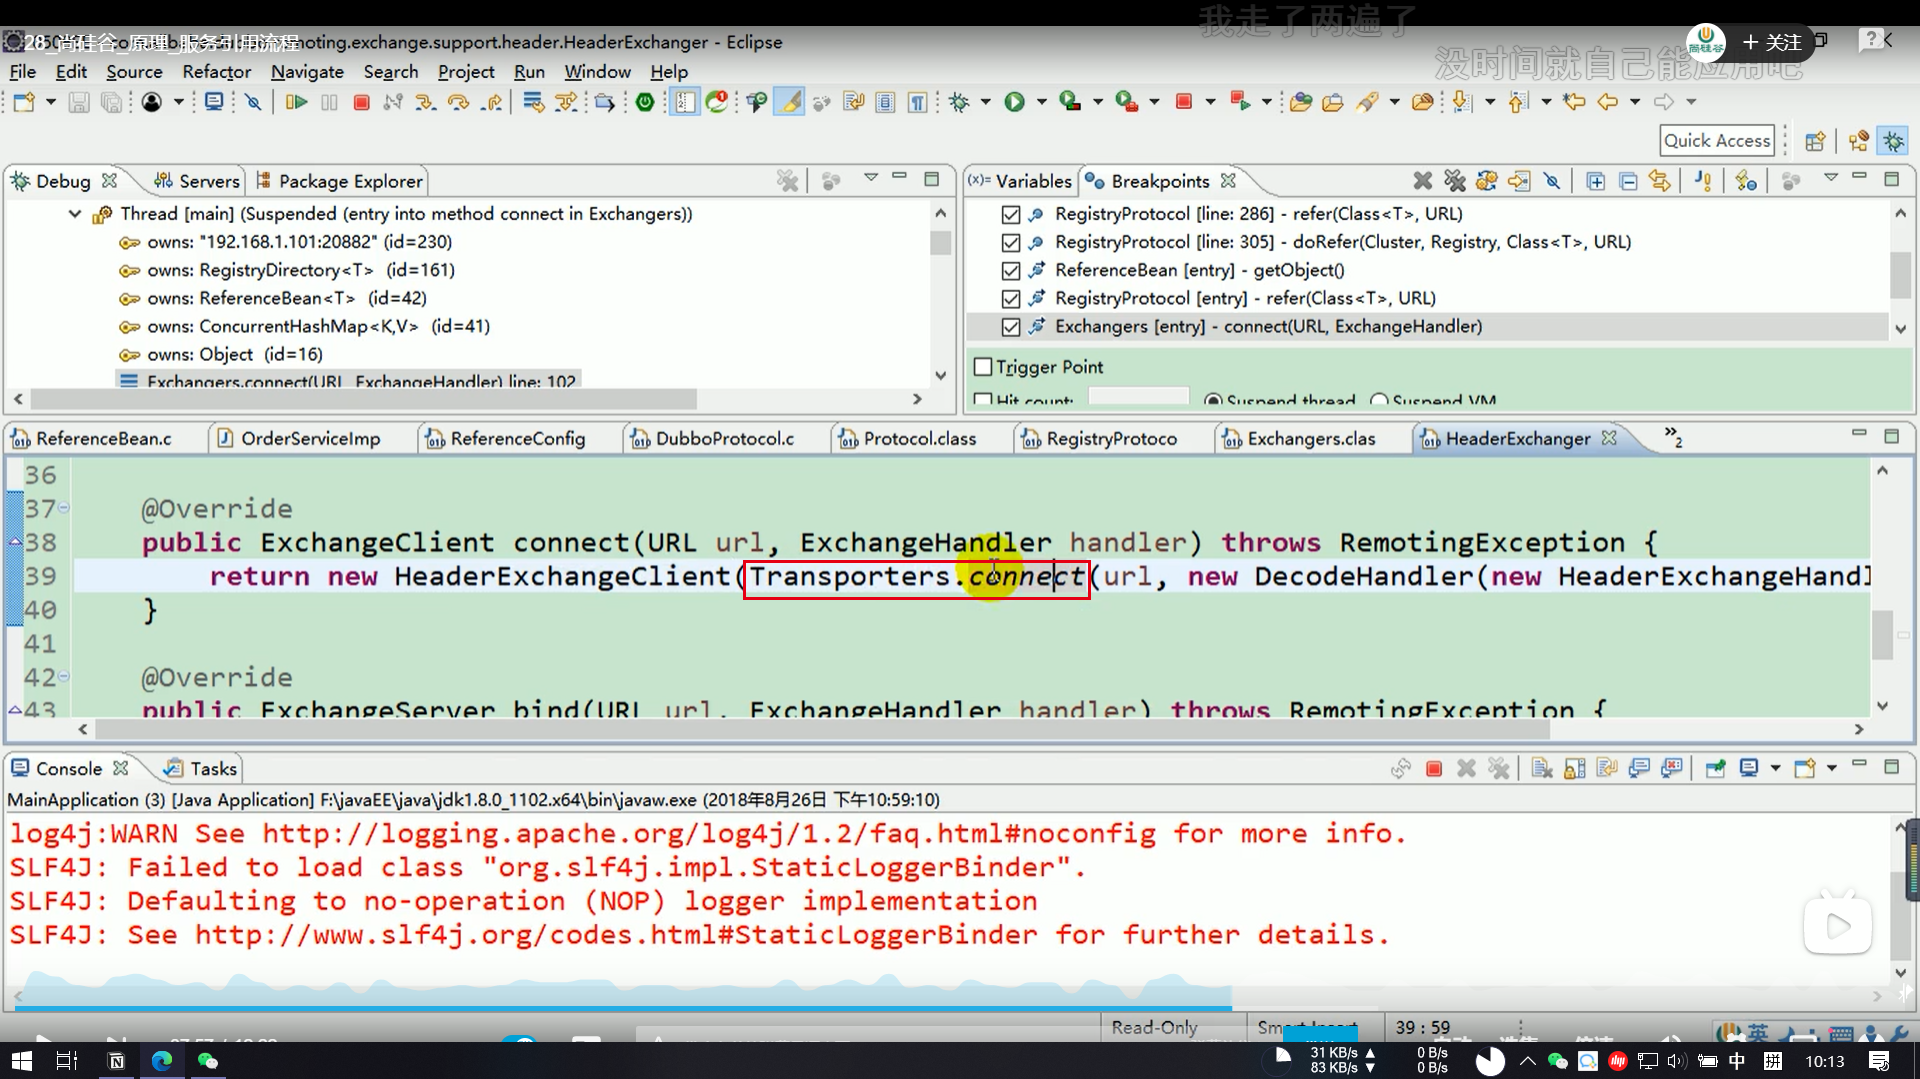 我走了两遍了
28_尚硅谷_原理_服务引用流程
moting.exchange.support.header.HeaderExchanger - Eclipse
尚硅谷
+ 关注
没时间就自己能应用吧
File Edit Source Refactor Navigate Search Project Run Window Help
Quick Access
Debug Servers Package Explorer
Thread [main] (Suspended (entry into method connect in Exchangers))
owns: "192.168.1.101:20882" (id=230)
owns: RegistryDirectory<T> (id=161)
owns: ReferenceBean<T> (id=42)
owns: ConcurrentHashMap<K,V> (id=41)
owns: Object (id=16)
Exchangers.connect(URL, ExchangeHandler) line: 102
(x)= Variables Breakpoints
RegistryProtocol [line: 286] - refer(Class<T>, URL)
RegistryProtocol [line: 305] - doRefer(Cluster, Registry, Class<T>, URL)
ReferenceBean [entry] - getObject()
RegistryProtocol [entry] - refer(Class<T>, URL)
Exchangers [entry] - connect(URL, ExchangeHandler)
Trigger Point
Hit count: Suspend thread Suspend VM
ReferenceBean.c OrderServiceImp ReferenceConfig DubboProtocol.c Protocol.class RegistryProtoco Exchangers.clas HeaderExchanger »2
36
37 @Override
38 public ExchangeClient connect(URL url, ExchangeHandler handler) throws RemotingException {
39 return new HeaderExchangeClient(Transporters.connect(url, new DecodeHandler(new HeaderExchangeHandl
40 }
41
42 @Override
43 public ExchangeServer bind(URL url, ExchangeHandler handler) throws RemotingException {
Console Tasks
MainApplication (3) [Java Application] F:\javaEE\java\jdk1.8.0_1102.x64\bin\javaw.exe (2018年8月26日 下午10:59:10)
log4j:WARN See http://logging.apache.org/log4j/1.2/faq.html#noconfig for more info.
SLF4J: Failed to load class "org.slf4j.impl.StaticLoggerBinder".
SLF4J: Defaulting to no-operation (NOP) logger implementation
SLF4J: See http://www.slf4j.org/codes.html#StaticLoggerBinder for further details.
Read-Only Smart Insert 39 : 59
英
31 KB/s
83 KB/s
0 B/s
0 B/s
中 拼 10:13